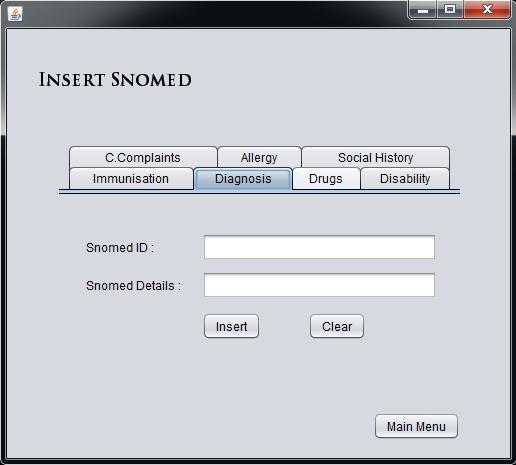 INSERT SNOMED
C.Complaints Allergy Social History
Immunisation Diagnosis Drugs Disability
Snomed ID :
Snomed Details :
Insert Clear
Main Menu